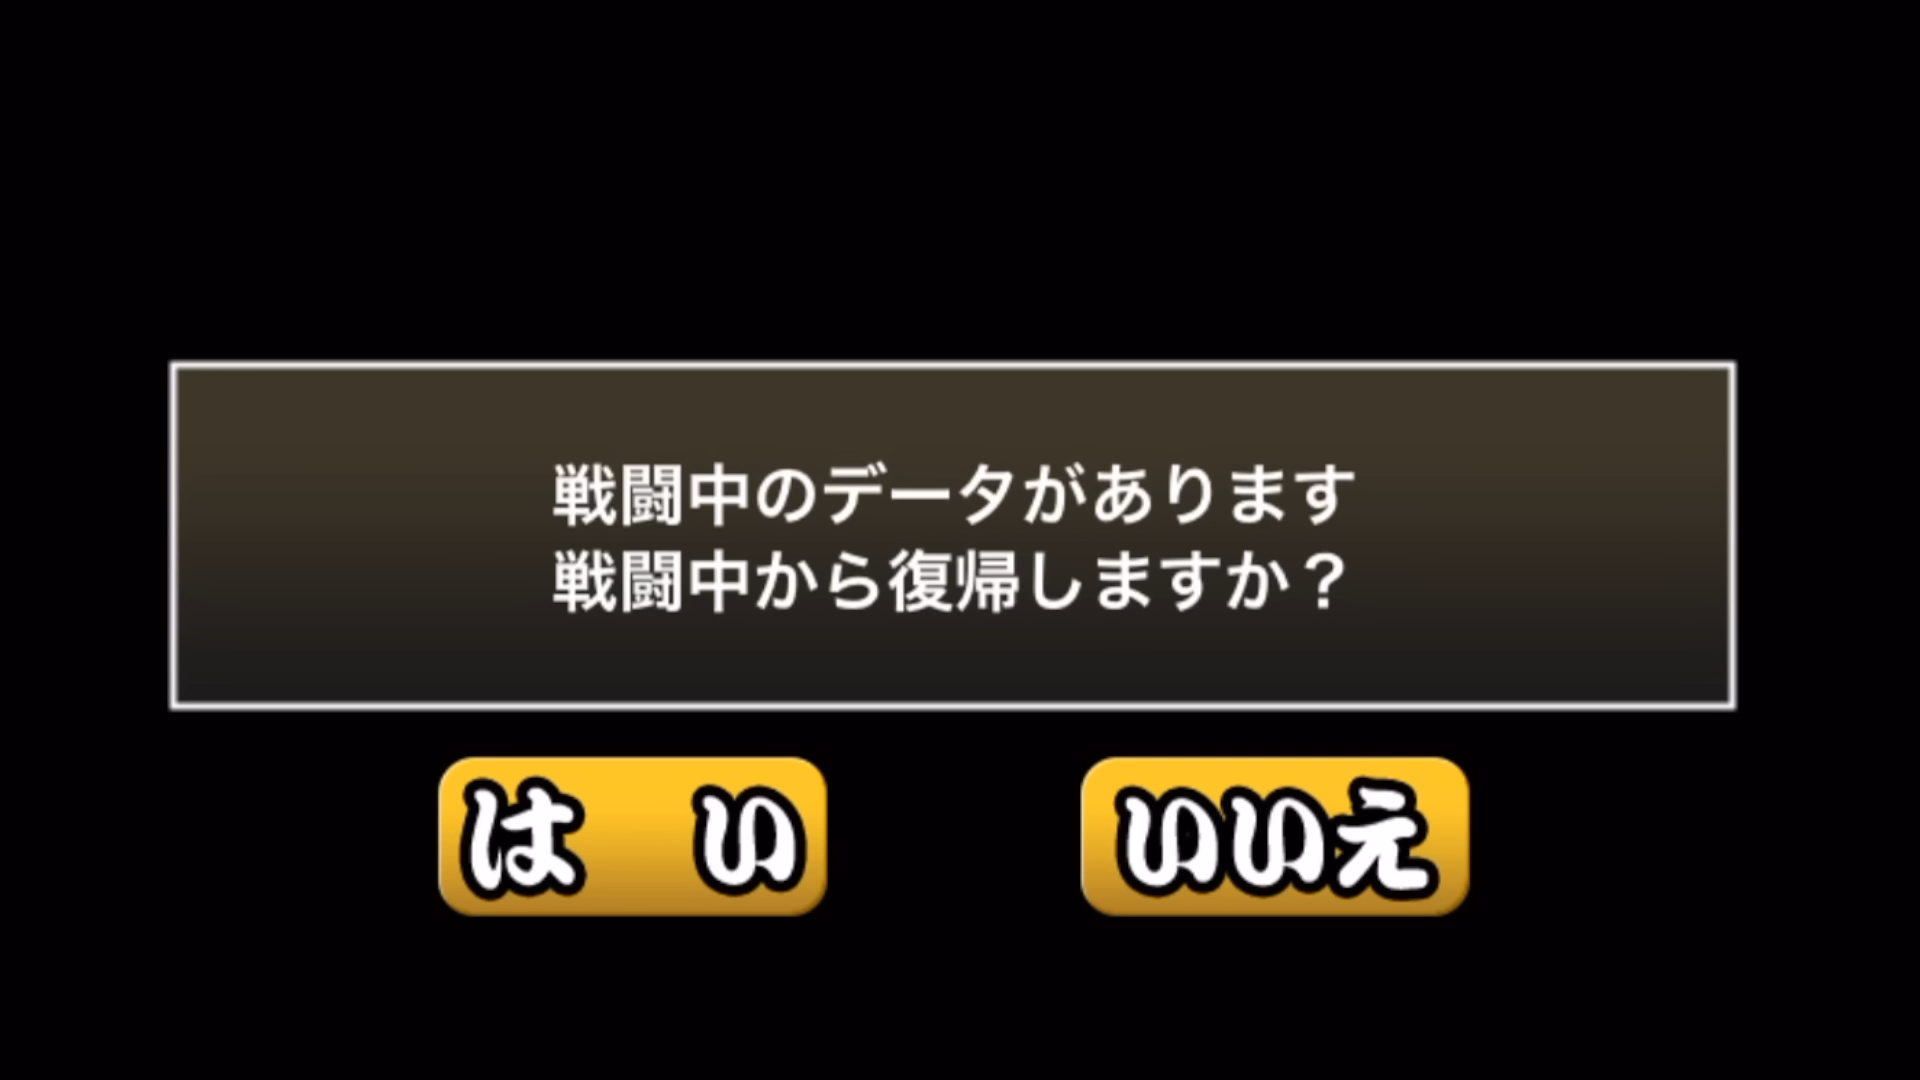 戦闘中のデータがあります
戦闘中から復帰しますか？
は　い
いいえ